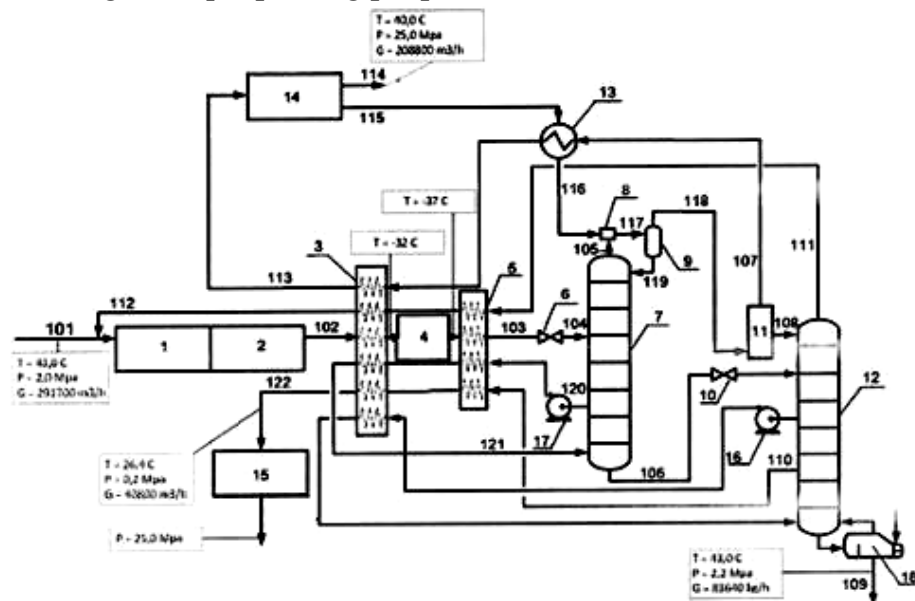 T = 40,0 C
P = 25,0 Mpa
G = 208800 m3/h
114
14
115
13
116
T = -37 C
8
117
118
T = -32 C
105
9
119
111
107
3
113
5
112
6
101
102
103
104
7
11
108
1
2
4
T = 43,0 C
P = 2,0 Mpa
G = 291700 m3/h
122
120
10
12
17
16
110
121
106
T = 26,4 C
P = 0,2 Mpa
G = 40800 m3/h
15
P = 25,0 Mpa
T = 43,0 C
P = 2,2 Mpa
G = 83640 kg/h
109
18